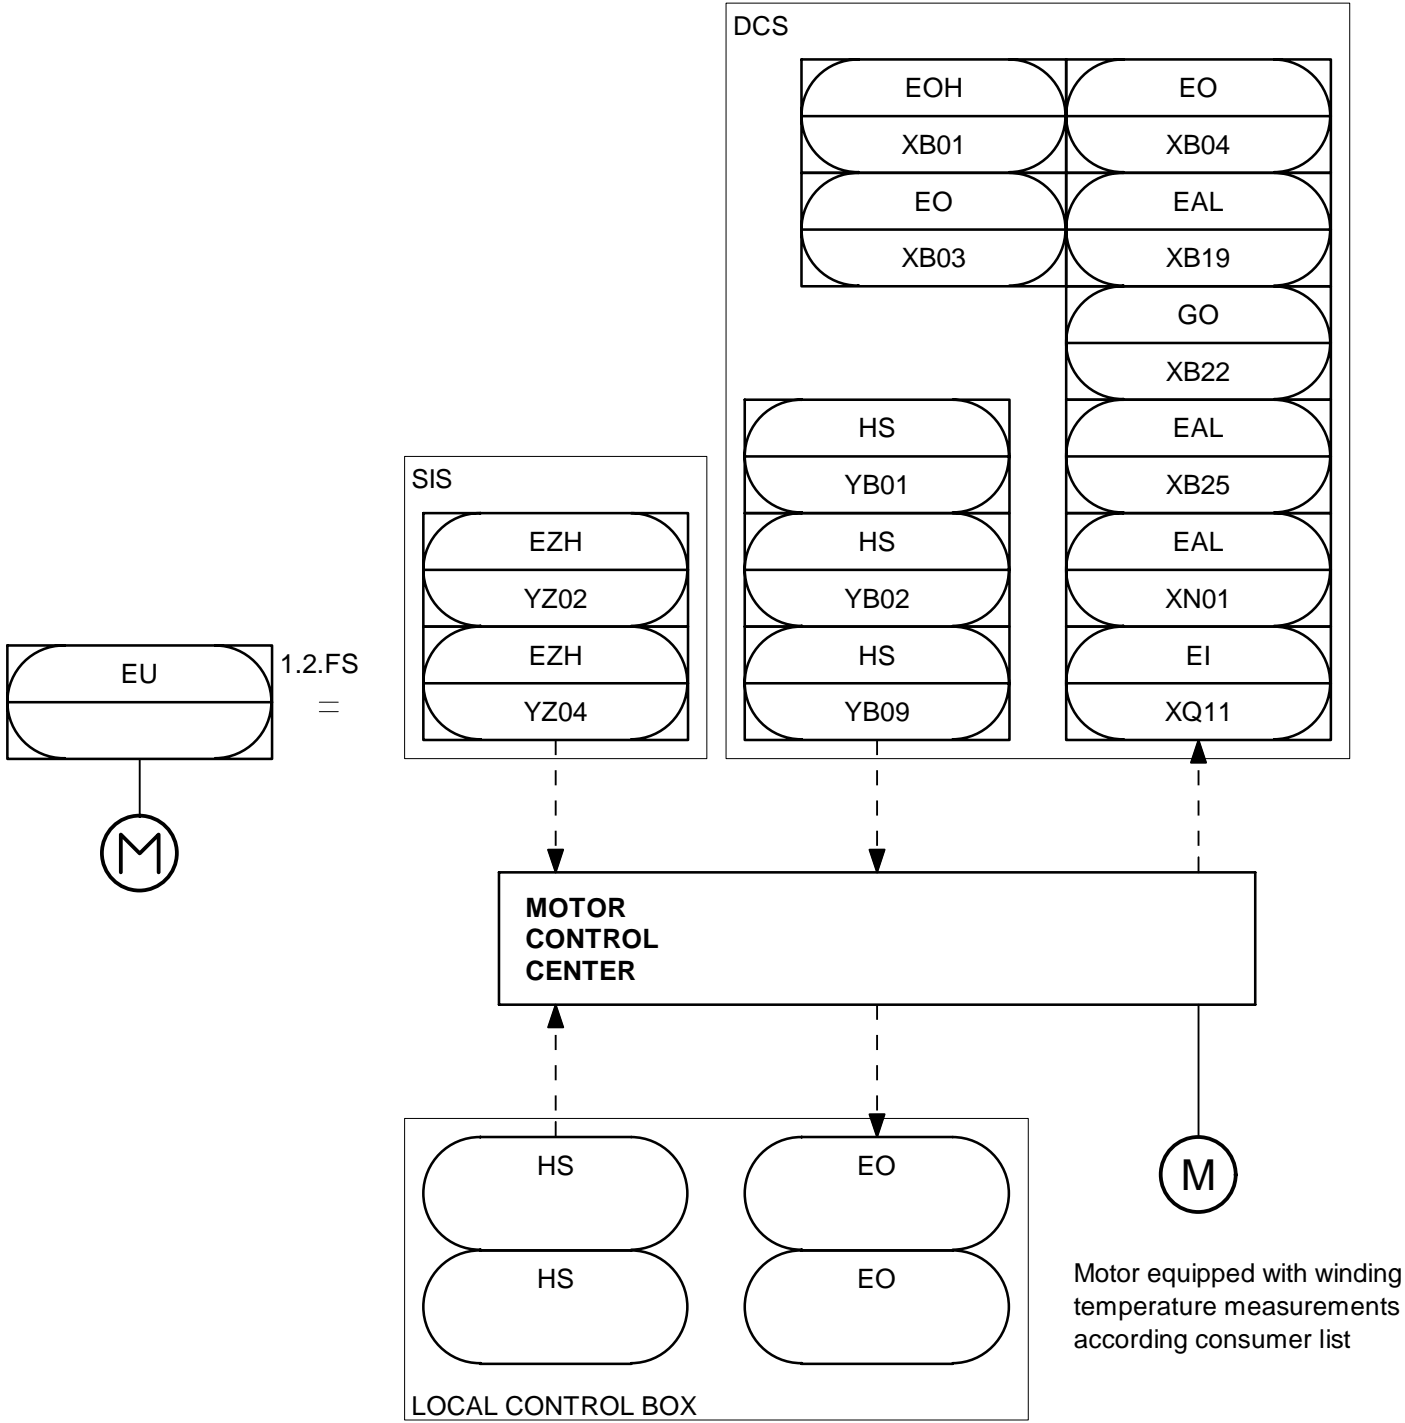 DCS
EOH
XB01
EO
XB03
EO
XB04
EAL
XB19
GO
XB22
EAL
XB25
EAL
XN01
EI
XQ11
HS
YB01
HS
YB02
HS
YB09
SIS
EZH
YZ02
EZH
YZ04
EU
1.2.FS
=
M
MOTOR
CONTROL
CENTER
HS
HS
EO
EO
LOCAL CONTROL BOX
M
Motor equipped with winding
temperature measurements
according consumer list